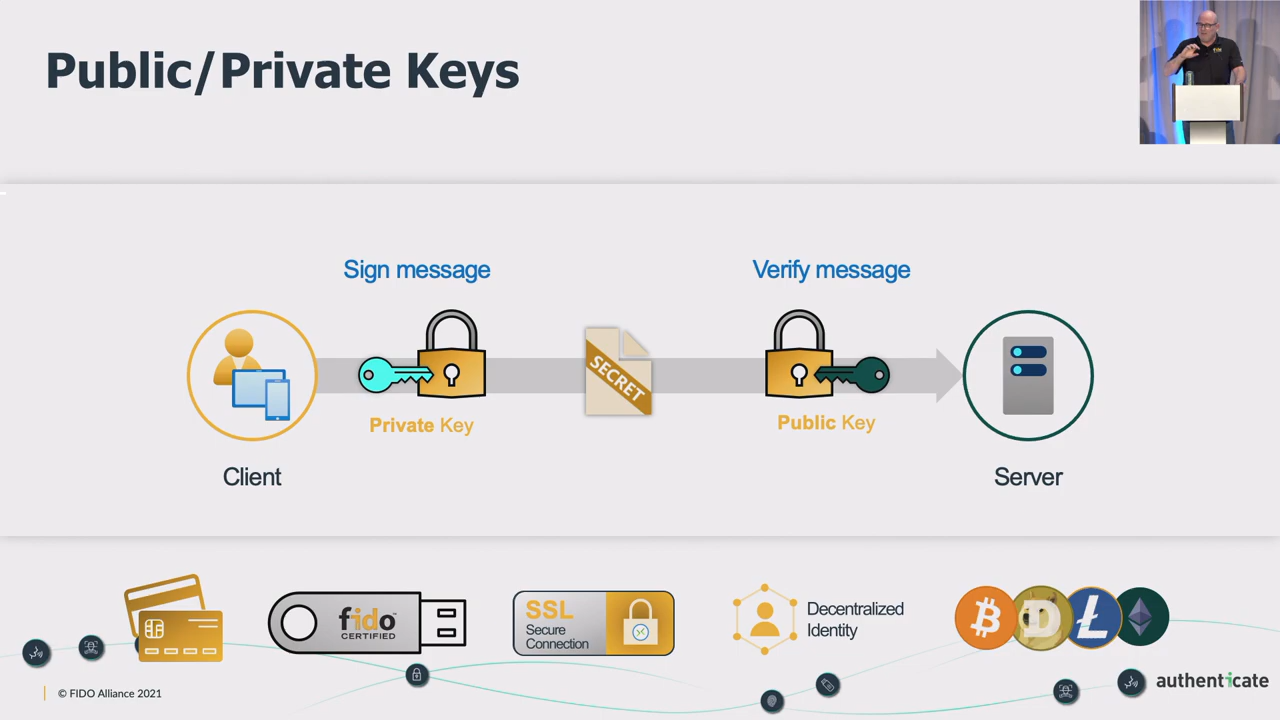 Public/Private Keys
Sign message
Verify message
SECRET
Private Key
Public Key
Client
Server
fido™
CERTIFIED
SSL
Secure
Connection
Decentralized
Identity
© FIDO Alliance 2021
authenticate